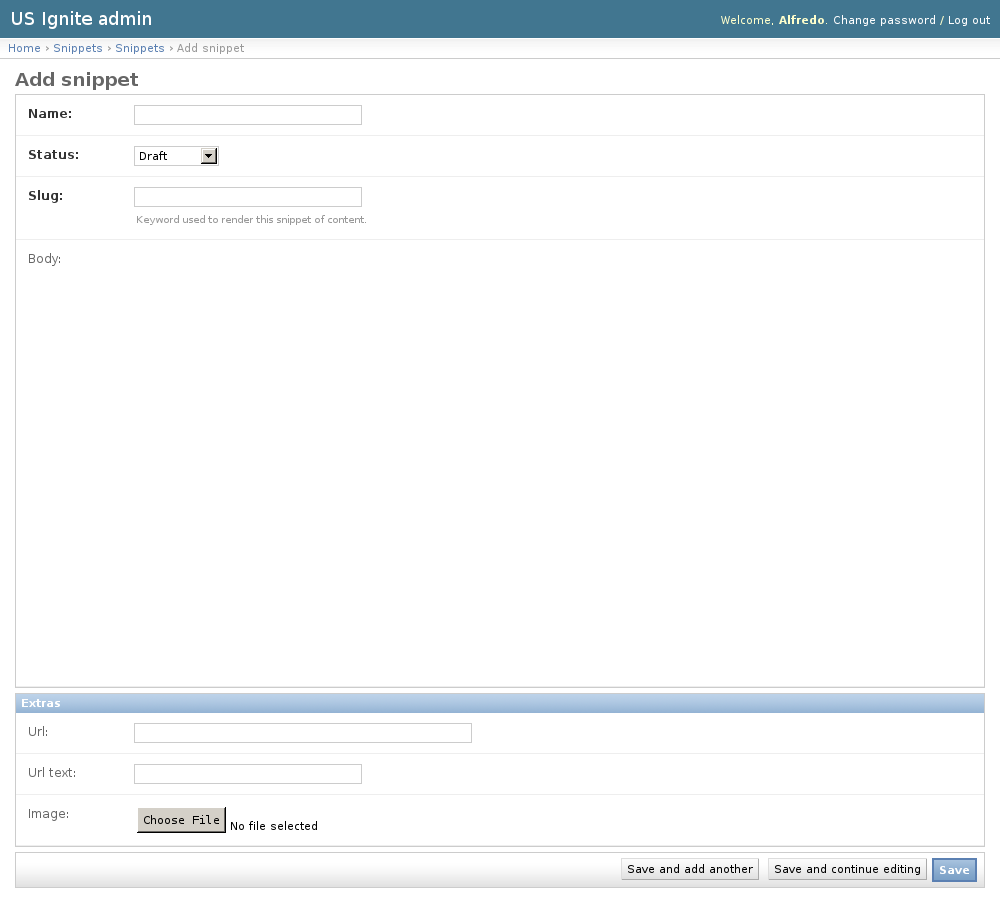 US Ignite admin
Welcome, Alfredo. Change password / Log out
Home › Snippets › Snippets › Add snippet
Add snippet
Name:
Status: Draft
Slug:
Keyword used to render this snippet of content.
Body:
Extras
Url:
Url text:
Image: Choose File No file selected
Save and add another Save and continue editing Save